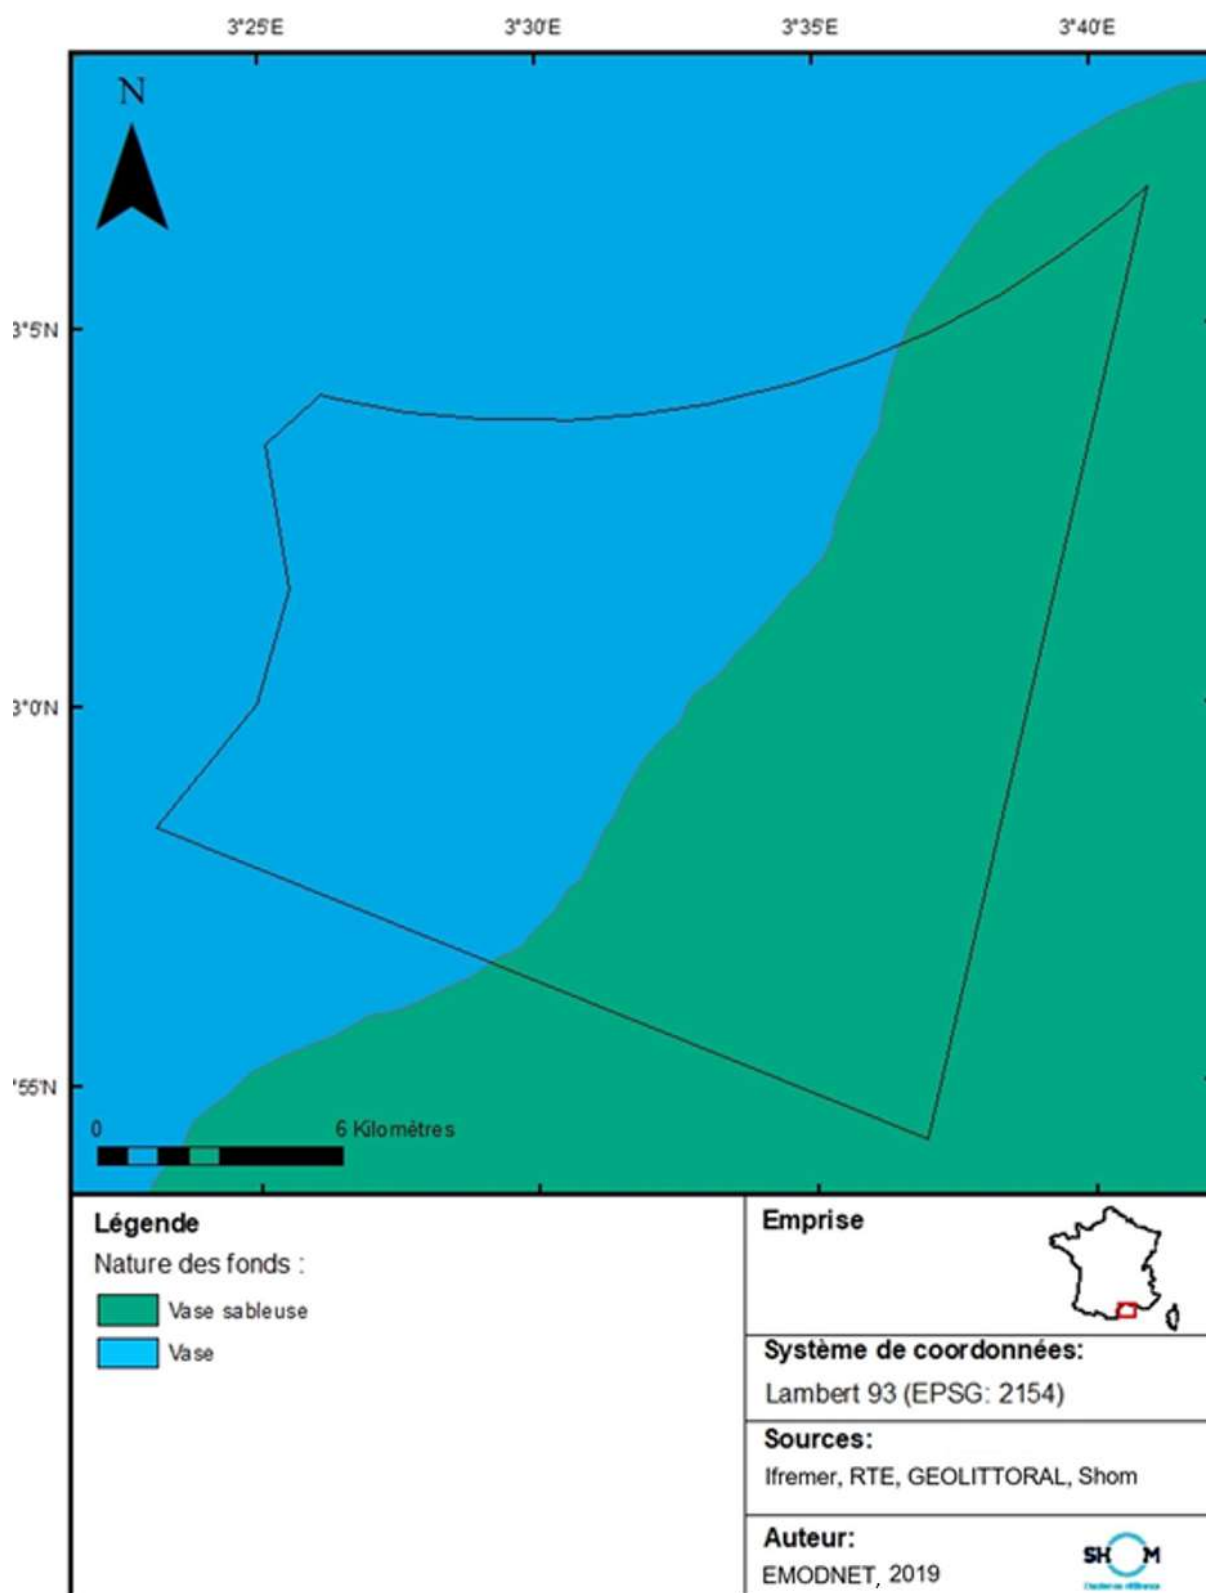 3°25'E 3°30'E 3°35'E 3°40'E
N
3°5'N
3°0'N
°55'N
0 6 Kilomètres
Légende
Nature des fonds :
Vase sableuse
Vase
Emprise
Système de coordonnées:
Lambert 93 (EPSG: 2154)
Sources:
Ifremer, RTE, GEOLITTORAL, Shom
Auteur:
EMODNET, 2019
SHOM